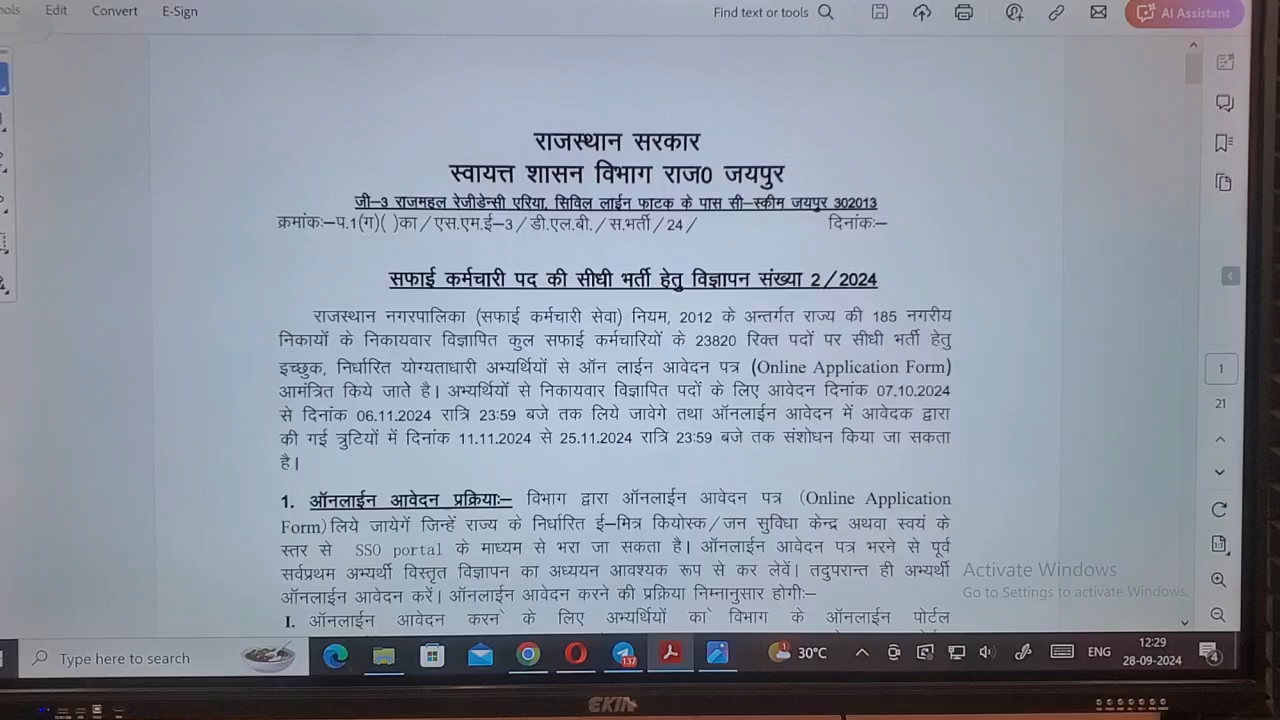 ools Edit Convert E-Sign Find text or tools AI Assistant
राजस्थान सरकार
स्वायत्त शासन विभाग राज0 जयपुर
जी–3 राजमहल रेजीडेन्सी एरिया, सिविल लाईन फाटक के पास सी–स्कीम जयपुर 302013
क्रमांकः–प.1(ग)( )का/एस.एम.ई–3/डी.एल.बी./स.भर्ती/24/ दिनांकः–
सफाई कर्मचारी पद की सीधी भर्ती हेतु विज्ञापन संख्या 2/2024
राजस्थान नगरपालिका (सफाई कर्मचारी सेवा) नियम, 2012 के अन्तर्गत राज्य की 185 नगरीय
निकायों के निकायवार विज्ञापित कुल सफाई कर्मचारियों के 23820 रिक्त पदों पर सीधी भर्ती हेतु
इच्छुक, निर्धारित योग्यताधारी अभ्यर्थियों से ऑन लाईन आवेदन पत्र (Online Application Form)
आमंत्रित किये जाते है। अभ्यर्थियों से निकायवार विज्ञापित पदों के लिए आवेदन दिनांक 07.10.2024
से दिनांक 06.11.2024 रात्रि 23:59 बजे तक लिये जावेगे तथा ऑनलाईन आवेदन में आवेदक द्वारा
की गई त्रुटियों में दिनांक 11.11.2024 से 25.11.2024 रात्रि 23:59 बजे तक संशोधन किया जा सकता
है।
1. ऑनलाईन आवेदन प्रक्रियाः– विभाग द्वारा ऑनलाईन आवेदन पत्र (Online Application
Form) लिये जायेगें जिन्हें राज्य के निर्धारित ई–मित्र कियोस्क/जन सुविधा केन्द्र अथवा स्वयं के
स्तर से SSO portal के माध्यम से भरा जा सकता है। ऑनलाईन आवेदन पत्र भरने से पूर्व
सर्वप्रथम अभ्यर्थी विस्तृत विज्ञापन का अध्ययन आवश्यक रूप से कर लेवें। तदुपरान्त ही अभ्यर्थी
ऑनलाईन आवेदन करें। ऑनलाईन आवेदन करने की प्रक्रिया निम्नानुसार होगीः–
I. ऑनलाईन आवेदन करने के लिए अभ्यर्थियों को विभाग के ऑनलाईन पोर्टल
1
21
Activate Windows
Go to Settings to activate Windows.
Type here to search 137 30°C ENG 12:29
28-09-2024 4
EKIN